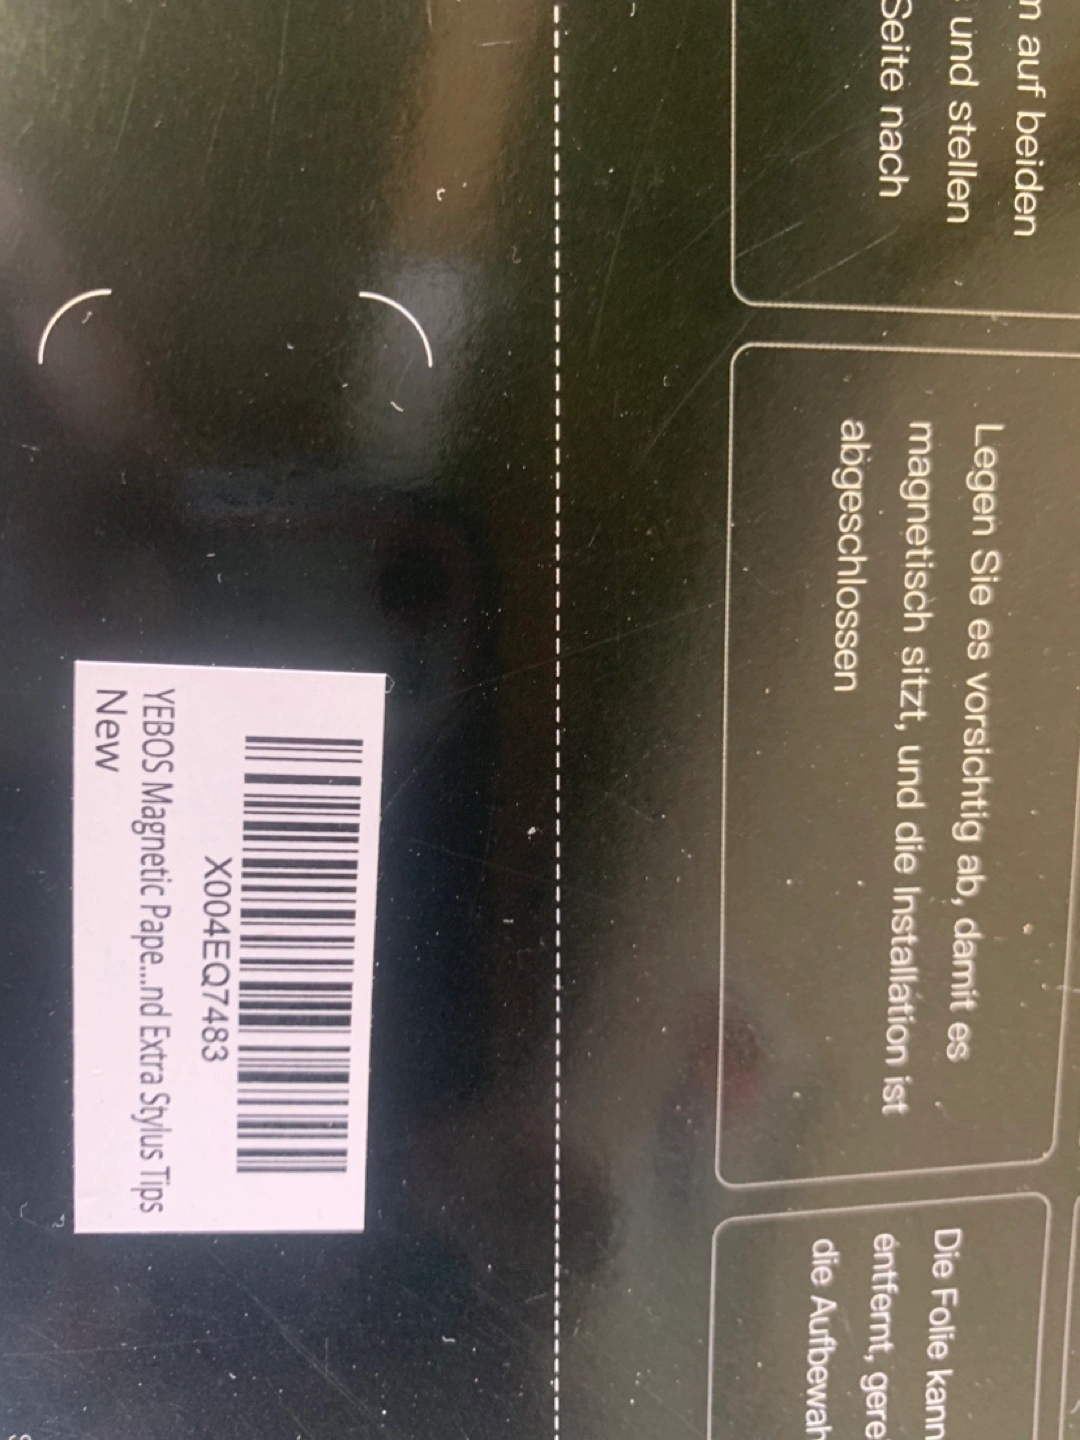 n auf beiden
und stellen
Seite nach
Legen Sie es vorsichtig ab, damit es
magnetisch sitzt, und die Installation ist
abgeschlossen
Die Folie kann
entfernt, gere
die Aufbewah
X004EQ7483
YEBOS Magnetic Pape...nd Extra Stylus Tips
New